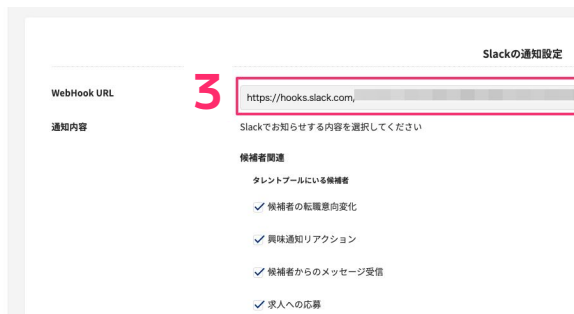 Slackの通知設定
WebHook URL
3
https://hooks.slack.com,
通知内容
Slackでお知らせする内容を選択してください
候補者関連
タレントプールにいる候補者
候補者の転職意向変化
興味通知リアクション
候補者からのメッセージ受信
求人への応募